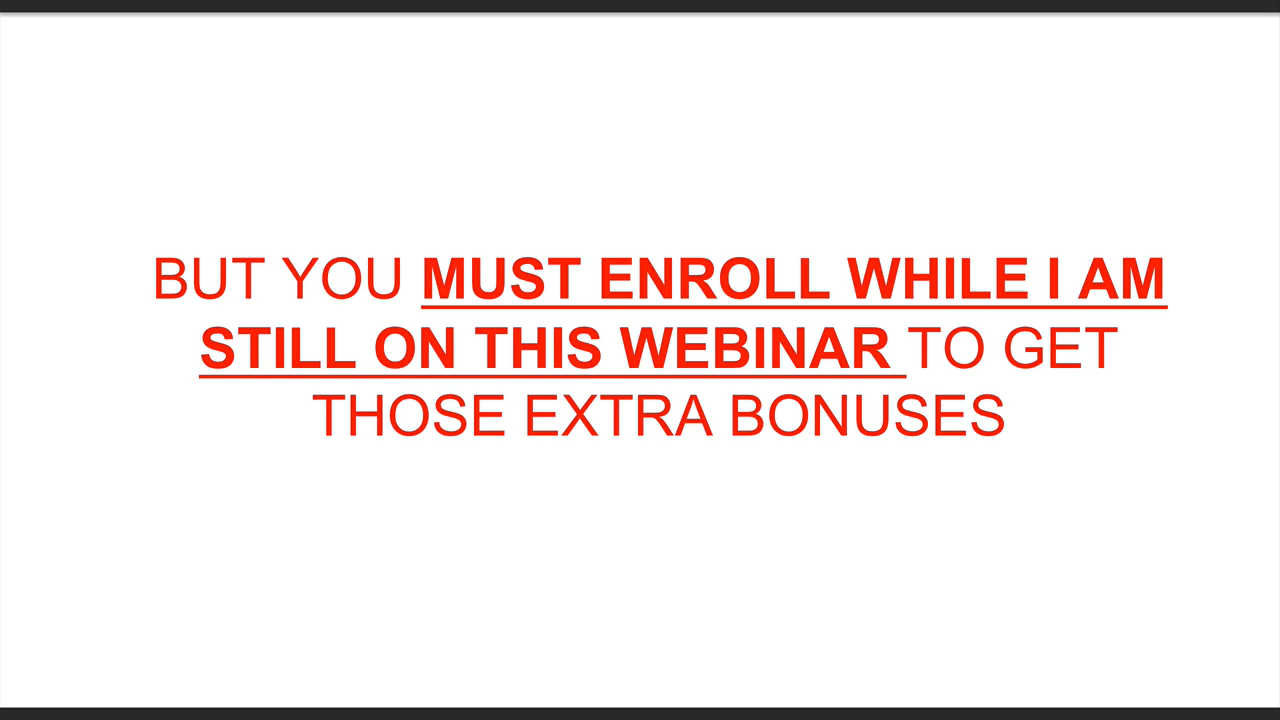 BUT YOU MUST ENROLL WHILE I AM
STILL ON THIS WEBINAR TO GET
THOSE EXTRA BONUSES